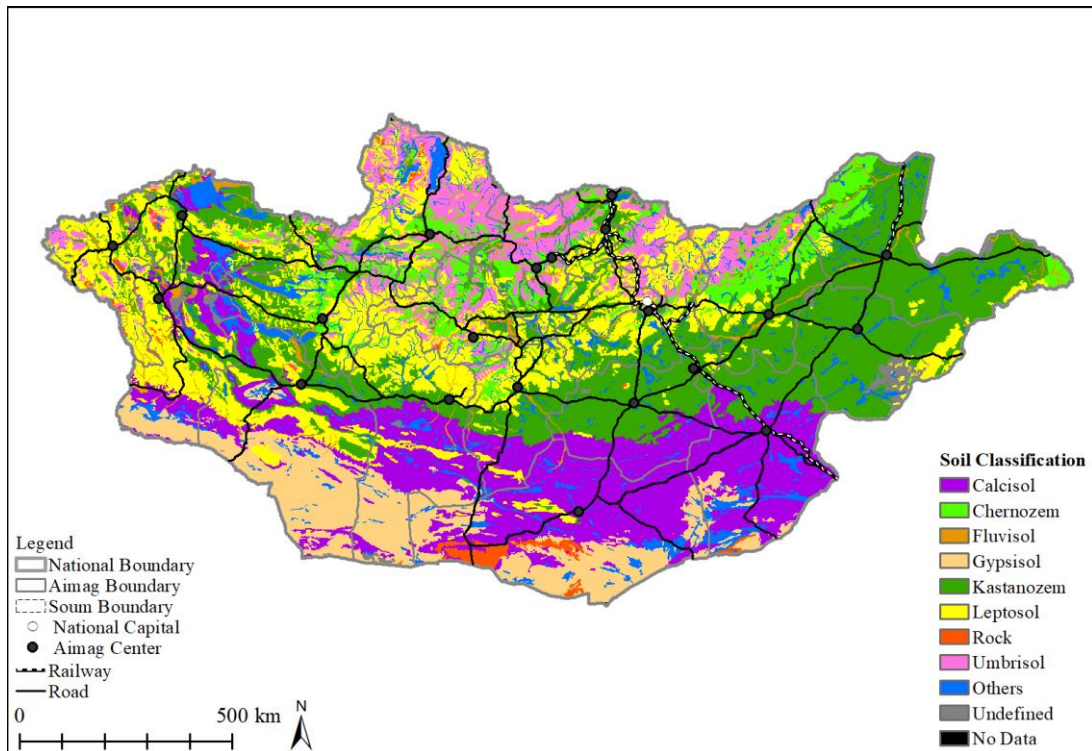 Legend
National Boundary
Aimag Boundary
Soum Boundary
National Capital
Aimag Center
Railway
Road
0 500 km
N
Soil Classification
Calcisol
Chernozem
Fluvisol
Gypsisol
Kastanozem
Leptosol
Rock
Umbrisol
Others
Undefined
No Data